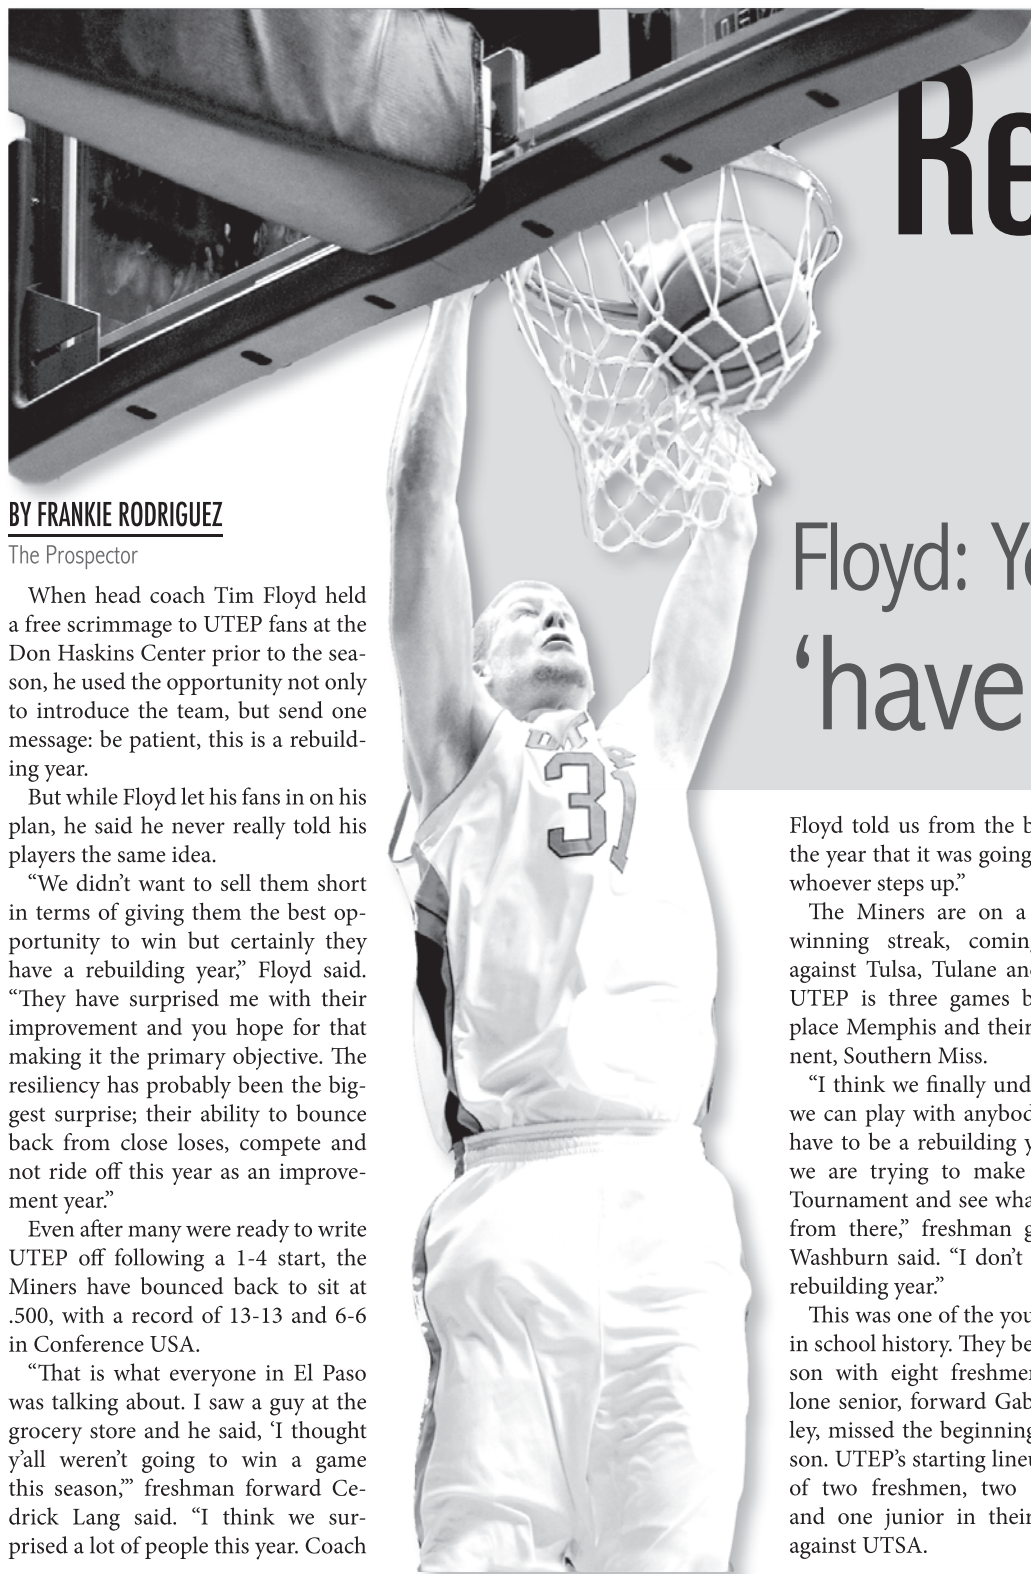 Re
BY FRANKIE RODRIGUEZ
The Prospector
When head coach Tim Floyd held
a free scrimmage to UTEP fans at the
Don Haskins Center prior to the sea-
son, he used the opportunity not only
to introduce the team, but send one
message: be patient, this is a rebuild-
ing year.
But while Floyd let his fans in on his
plan, he said he never really told his
players the same idea.
“We didn’t want to sell them short
in terms of giving them the best op-
portunity to win but certainly they
have a rebuilding year,” Floyd said.
“They have surprised me with their
improvement and you hope for that
making it the primary objective. The
resiliency has probably been the big-
gest surprise; their ability to bounce
back from close loses, compete and
not ride off this year as an improve-
ment year.”
Even after many were ready to write
UTEP off following a 1-4 start, the
Miners have bounced back to sit at
.500, with a record of 13-13 and 6-6
in Conference USA.
“That is what everyone in El Paso
was talking about. I saw a guy at the
grocery store and he said, ‘I thought
y’all weren’t going to win a game
this season,’” freshman forward Ce-
drick Lang said. “I think we sur-
prised a lot of people this year. Coach
31
Floyd: Yo
‘have
Floyd told us from the b
the year that it was going
whoever steps up.”
The Miners are on a
winning streak, coming
against Tulsa, Tulane and
UTEP is three games b
place Memphis and their
nent, Southern Miss.
“I think we finally und
we can play with anybod
have to be a rebuilding y
we are trying to make
Tournament and see wha
from there,” freshman g
Washburn said. “I don’t
rebuilding year.”
This was one of the you
in school history. They be
son with eight freshmen
lone senior, forward Gab
ley, missed the beginning
son. UTEP’s starting lineu
of two freshmen, two
and one junior in their
against UTSA.